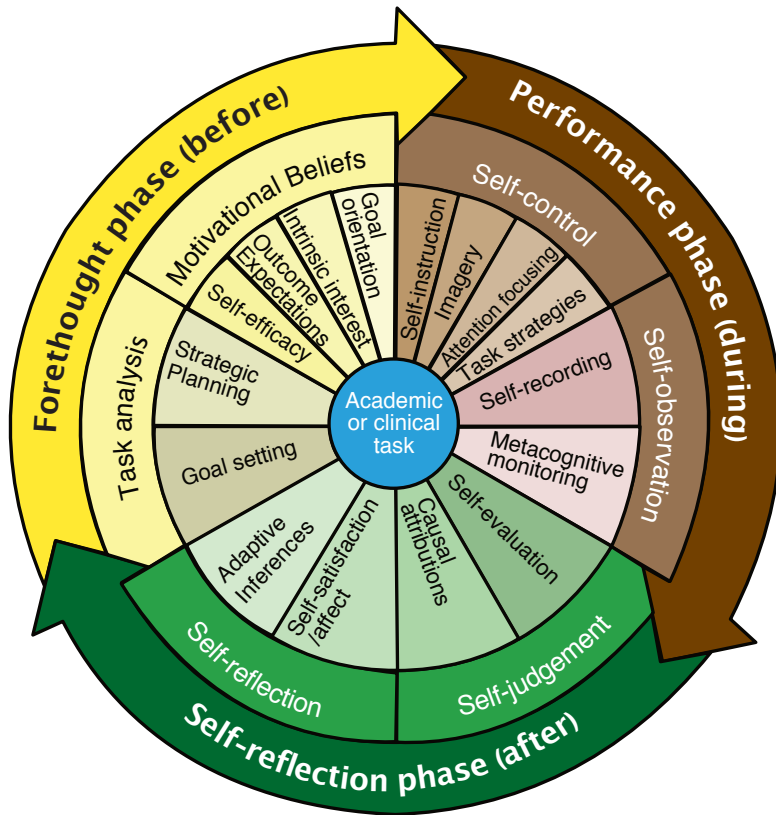 Forethought phase (before)
Performance phase (during)
Self-reflection phase (after)
Motivational Beliefs
Task analysis
Self-control
Self-observation
Self-judgement
Self-reflection
Goal
orientation
Intrinsic interest
Outcome
Expectations
Self-efficacy
Strategic
Planning
Goal setting
Self-instruction
Imagery
Attention focusing
Task strategies
Self-recording
Metacognitive
monitoring
Self-evaluation
Causal
attributions
Self-satisfaction
/affect
Adaptive
Inferences
Academic
or clinical
task